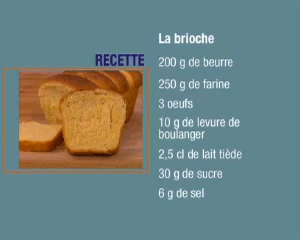 La brioche
RECETTE
200 g de beurre
250 g de farine
3 oeufs
10 g de levure de
boulanger
2,5 cl de lait tiède
30 g de sucre
6 g de sel